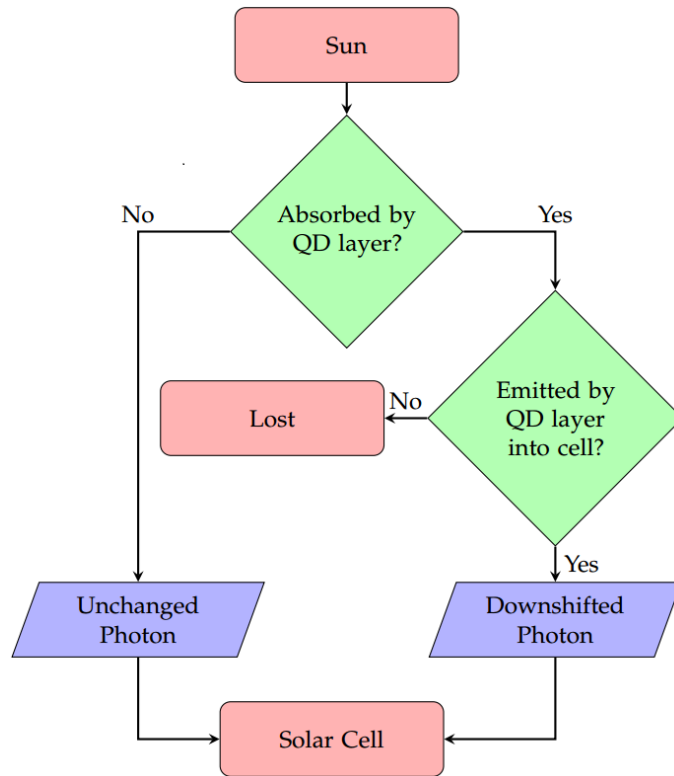 Sun
Absorbed by
QD layer?
No
Yes
Emitted by
QD layer
into cell?
No
Lost
Yes
Unchanged
Photon
Downshifted
Photon
Solar Cell